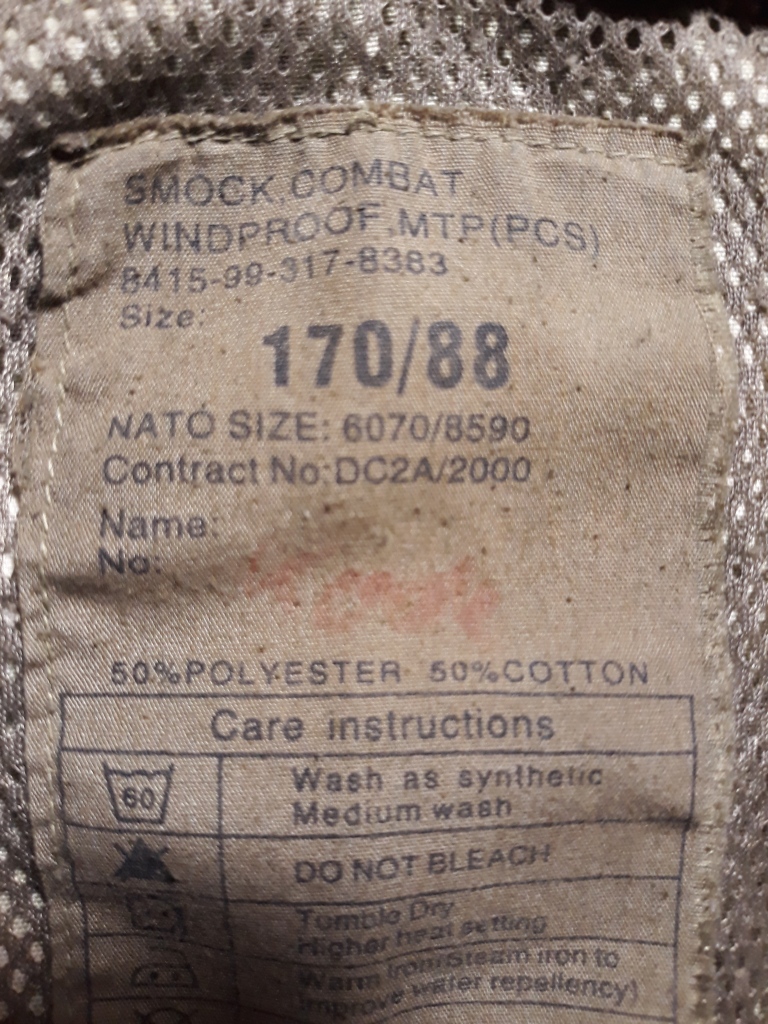 SMOCK,COMBAT
WINDPROOF,MTP(PCS)
8415-99-317-8383
Size:
170/88
NATO SIZE: 6070/8590
Contract No:DC2A/2000
Name:
No:
50%POLYESTER 50%COTTON
Care instructions
60
Wash as synthetic
Medium wash
DO NOT BLEACH
Tumble Dry
Higher heat setting
Warm Iron(Steam iron to
improve water repellency)